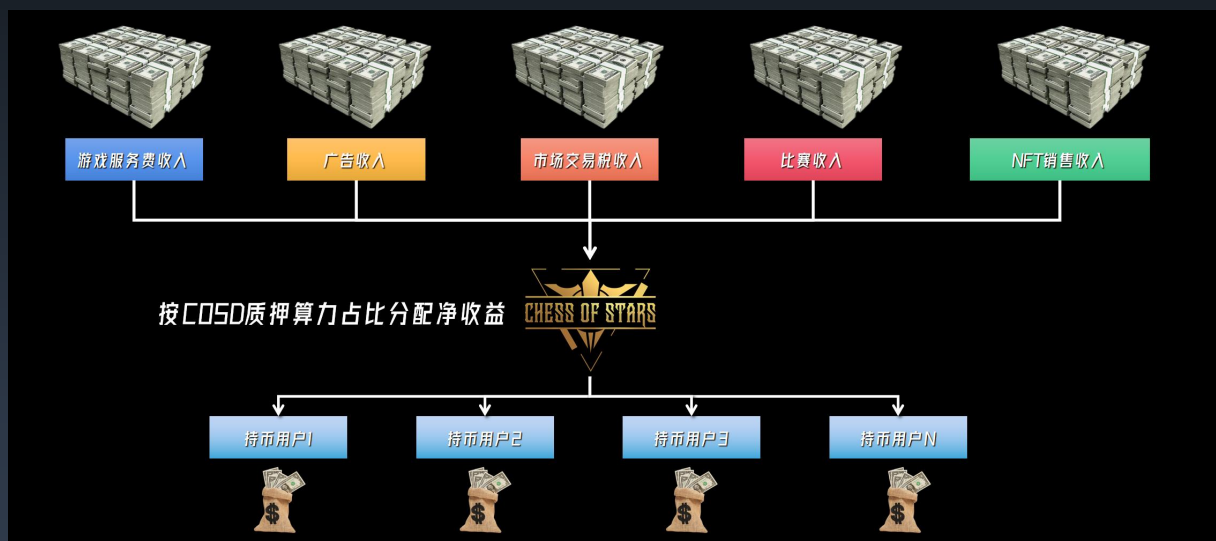 游戏服务费收入
广告收入
市场交易税收入
比赛收入
NFT销售收入
按COSD质押算力占比分配净收益
CHESS OF STARS
持币用户1
持币用户2
持币用户3
持币用户N
$
$
$
$